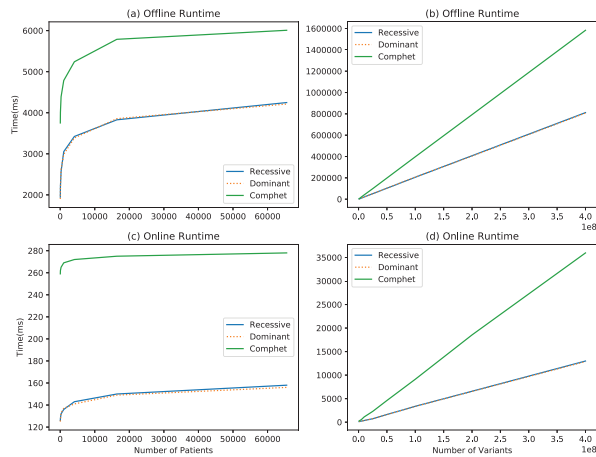 (a) Offline Runtime
6000
5000
4000
3000
2000
Time(ms)
0 10000 20000 30000 40000 50000 60000
Recessive
Dominant
Comphet
(b) Offline Runtime
1600000
1400000
1200000
1000000
800000
600000
400000
200000
0
0.0 0.5 1.0 1.5 2.0 2.5 3.0 3.5 4.0
1e8
Recessive
Dominant
Comphet
(c) Online Runtime
280
260
240
220
200
180
160
140
120
Time(ms)
0 10000 20000 30000 40000 50000 60000
Number of Patients
Recessive
Dominant
Comphet
(d) Online Runtime
35000
30000
25000
20000
15000
10000
5000
0
0.0 0.5 1.0 1.5 2.0 2.5 3.0 3.5 4.0
Number of Variants
1e8
Recessive
Dominant
Comphet